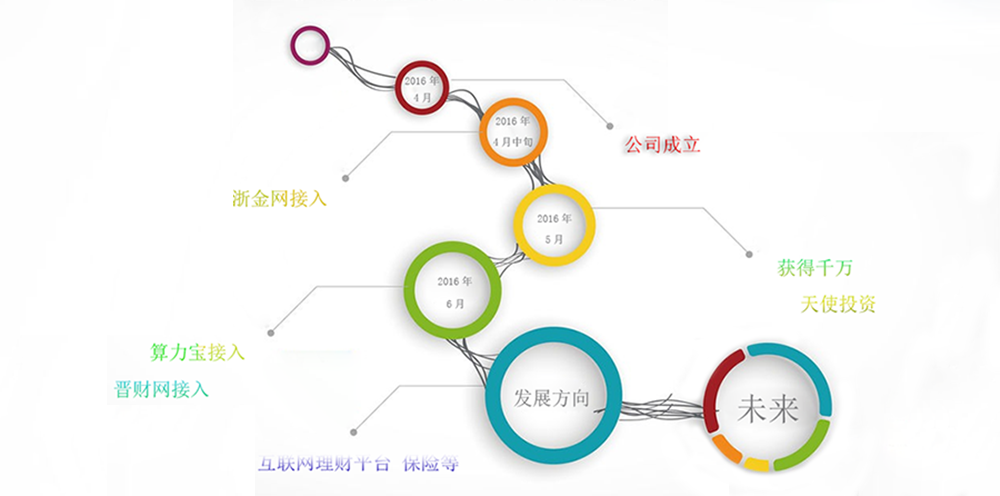 2016 年
4 月
公司成立
2016 年
4 月中旬
浙金网接入
2016 年
5 月
获得千万
天使投资
2016 年
6 月
算力宝接入
晋财网接入
发展方向
互联网理财平台 保险等
未来